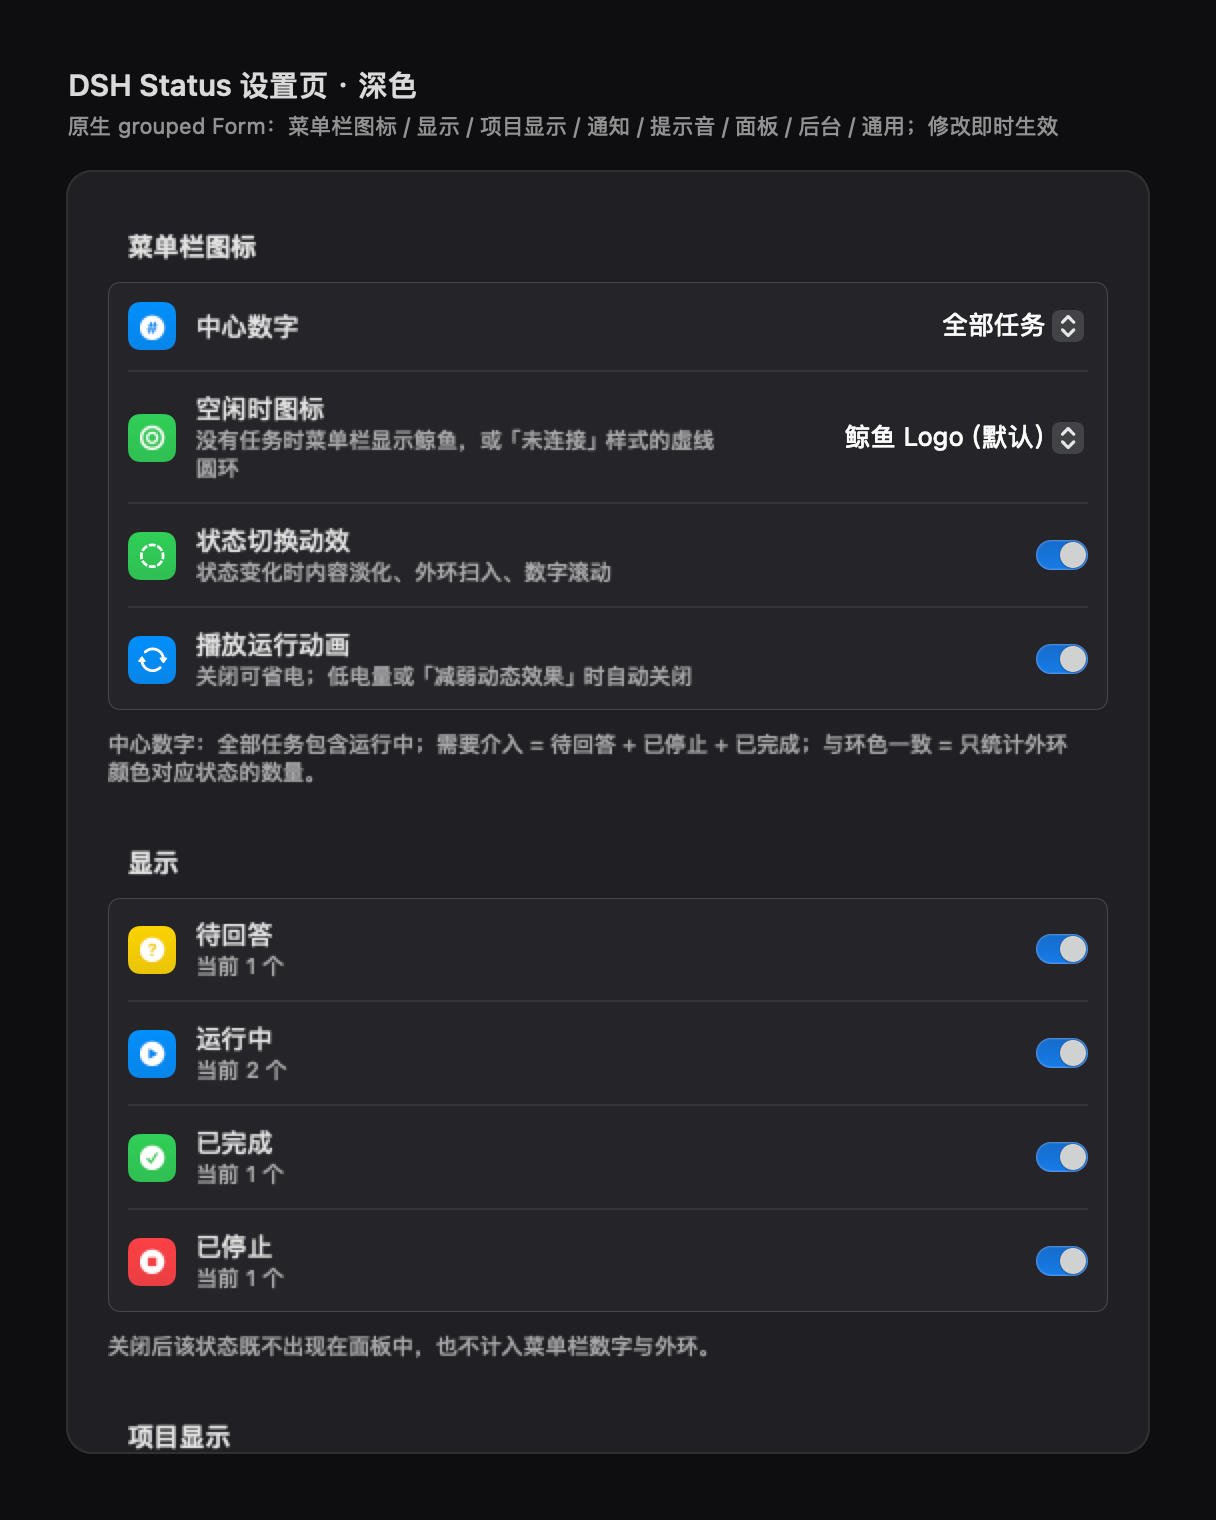 DSH Status 设置页 · 深色
原生 grouped Form：菜单栏图标 / 显示 / 项目显示 / 通知 / 提示音 / 面板 / 后台 / 通用；修改即时生效
菜单栏图标
#
中心数字
全部任务
空闲时图标
没有任务时菜单栏显示鲸鱼，或「未连接」样式的虚线
圆环
鲸鱼 Logo（默认）
状态切换动效
状态变化时内容淡化、外环扫入、数字滚动
播放运行动画
关闭可省电；低电量或「减弱动态效果」时自动关闭
中心数字：全部任务包含运行中；需要介入 = 待回答 + 已停止 + 已完成；与环色一致 = 只统计外环
颜色对应状态的数量。
显示
?
待回答
当前 1 个
运行中
当前 2 个
已完成
当前 1 个
已停止
当前 1 个
关闭后该状态既不出现在面板中，也不计入菜单栏数字与外环。
项目显示